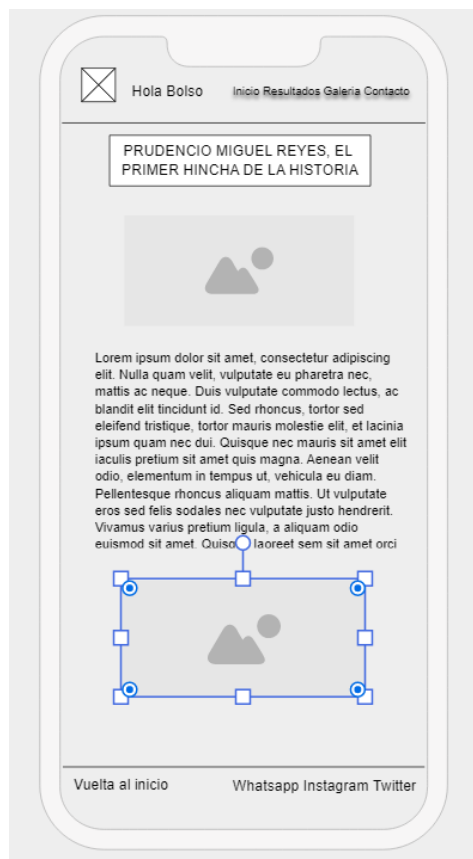 Hola Bolso
Inicio Resultados Galeria Contacto
PRUDENCIO MIGUEL REYES, EL
PRIMER HINCHA DE LA HISTORIA
Lorem ipsum dolor sit amet, consectetur adipiscing
elit. Nulla quam velit, vulputate eu pharetra nec,
mattis ac neque. Duis vulputate commodo lectus, ac
blandit elit tincidunt id. Sed rhoncus, tortor sed
eleifend tristique, tortor mauris molestie elit, et lacinia
ipsum quam nec dui. Quisque nec mauris sit amet elit
iaculis pretium sit amet quis magna. Aenean velit
odio, elementum in tempus ut, vehicula eu diam.
Pellentesque rhoncus aliquam mattis. Ut vulputate
eros sed felis sodales nec vulputate justo hendrerit.
Vivamus varius pretium ligula, a aliquam odio
euismod sit amet. laoreet sem sit amet orci
Vuelta al inicio
Whatsapp Instagram Twitter